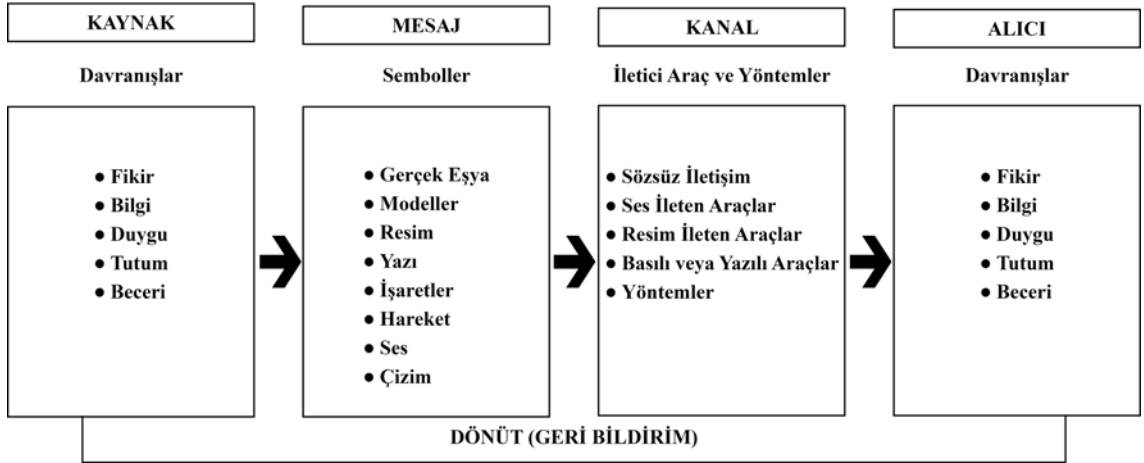 KAYNAK
Davranışlar
● Fikir
● Bilgi
● Duygu
● Tutum
● Beceri
MESAJ
Semboller
● Gerçek Eşya
● Modeller
● Resim
● Yazı
● İşaretler
● Hareket
● Ses
● Çizim
KANAL
İletici Araç ve Yöntemler
● Sözsüz İletişim
● Ses İleten Araçlar
● Resim İleten Araçlar
● Basılı veya Yazılı Araçlar
● Yöntemler
ALICI
Davranışlar
● Fikir
● Bilgi
● Duygu
● Tutum
● Beceri
DÖNÜT (GERİ BİLDİRİM)